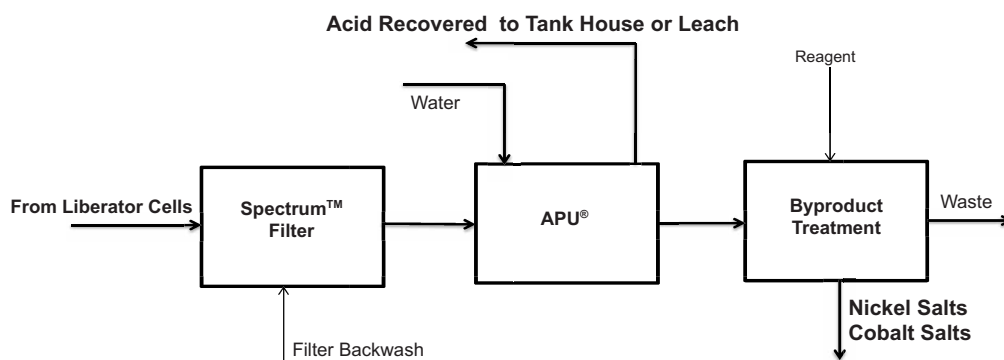 Acid Recovered to Tank House or Leach
Reagent
Water
From Liberator Cells
Spectrum™
Filter
APU®
Byproduct
Treatment
Waste
Nickel Salts
Cobalt Salts
Filter Backwash